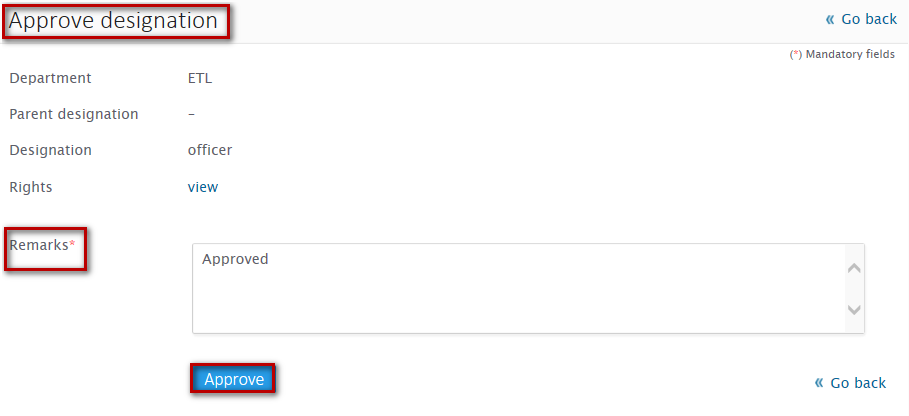 Approve designation
« Go back
(*) Mandatory fields
Department ETL
Parent designation –
Designation officer
Rights view
Remarks*
Approved
Approve
« Go back